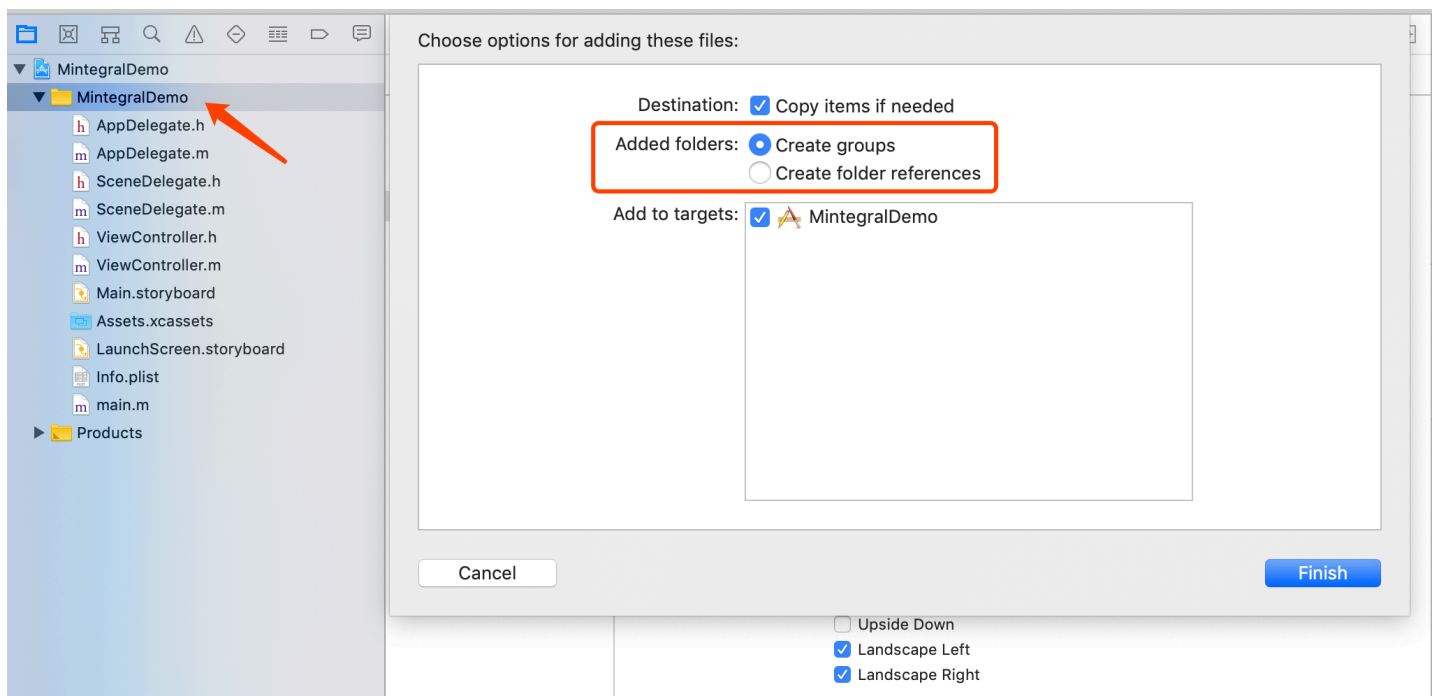 MintegralDemo
MintegralDemo
h AppDelegate.h
m AppDelegate.m
h SceneDelegate.h
m SceneDelegate.m
h ViewController.h
m ViewController.m
Main.storyboard
Assets.xcassets
LaunchScreen.storyboard
Info.plist
m main.m
Products
Choose options for adding these files:
Destination: Copy items if needed
Added folders: Create groups
Create folder references
Add to targets: MintegralDemo
Cancel
Finish
Upside Down
Landscape Left
Landscape Right